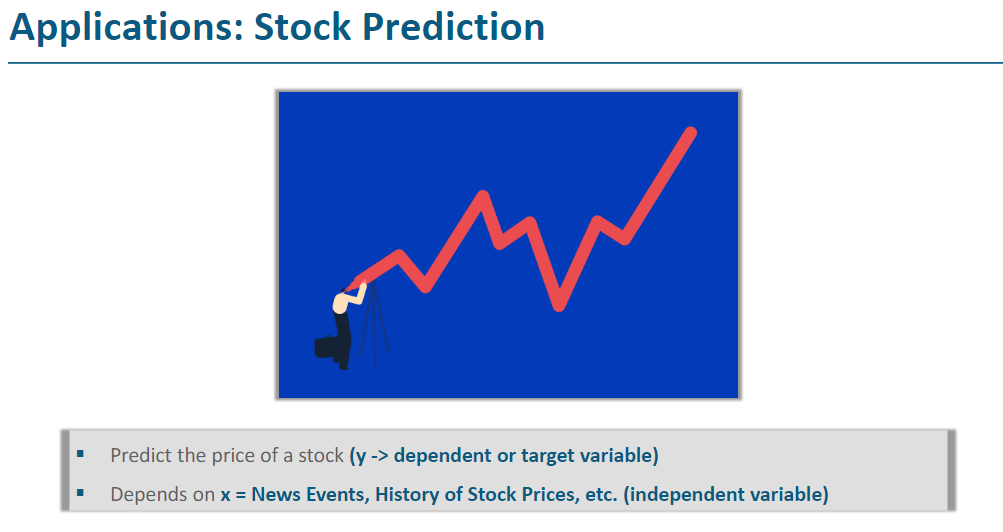 Applications: Stock Prediction
▪ Predict the price of a stock (y -> dependent or target variable)
▪ Depends on x = News Events, History of Stock Prices, etc. (independent variable)